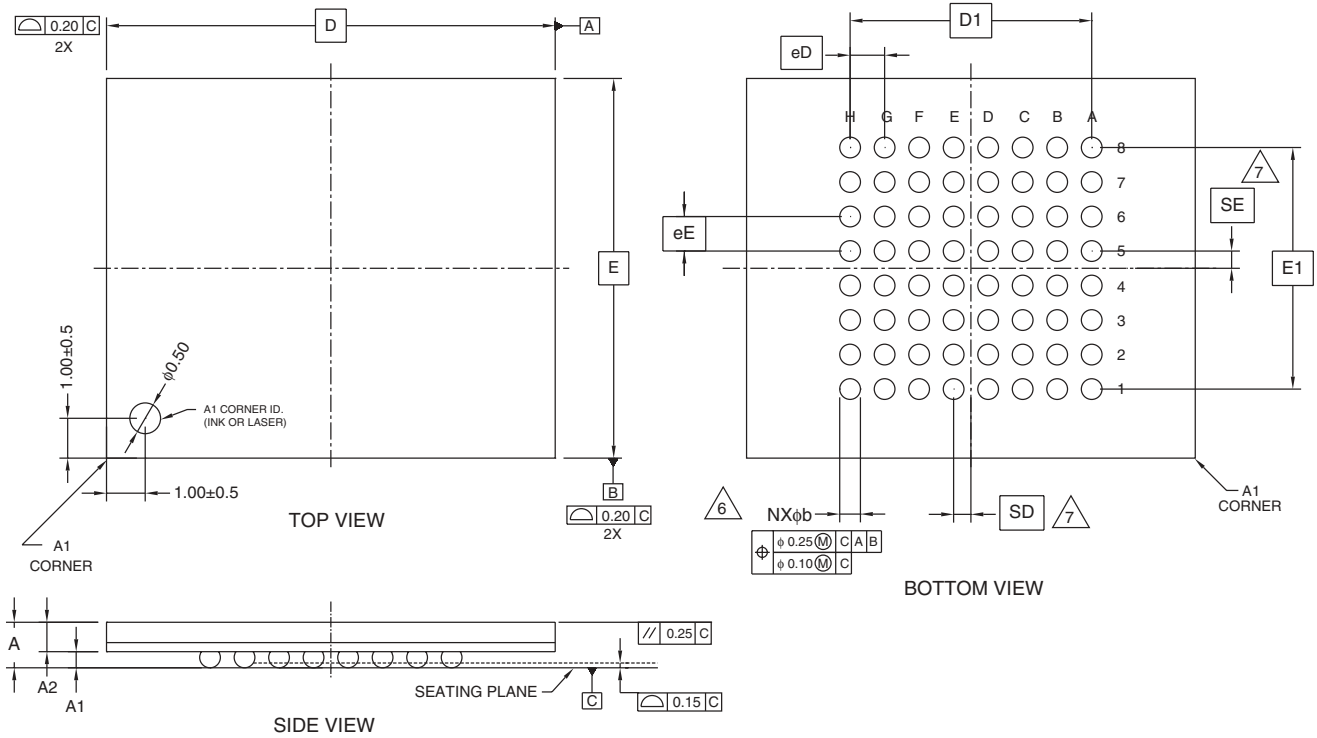 ⌓ 0.20 C
2X
D
A
E
1.00±0.5
ϕ0.50
A1 CORNER ID.
(INK OR LASER)
1.00±0.5
B
⌓ 0.20 C
2X
TOP VIEW
A1
CORNER
D1
eD
H G F E D C B A
8
7
6
5
4
3
2
1
7
SE
eE
E1
6
NXϕb
SD
7
A1
CORNER
⌖ ϕ 0.25 Ⓜ C A B
ϕ 0.10 Ⓜ C
BOTTOM VIEW
A
A2
A1
// 0.25 C
SEATING PLANE
C
⌓ 0.15 C
SIDE VIEW